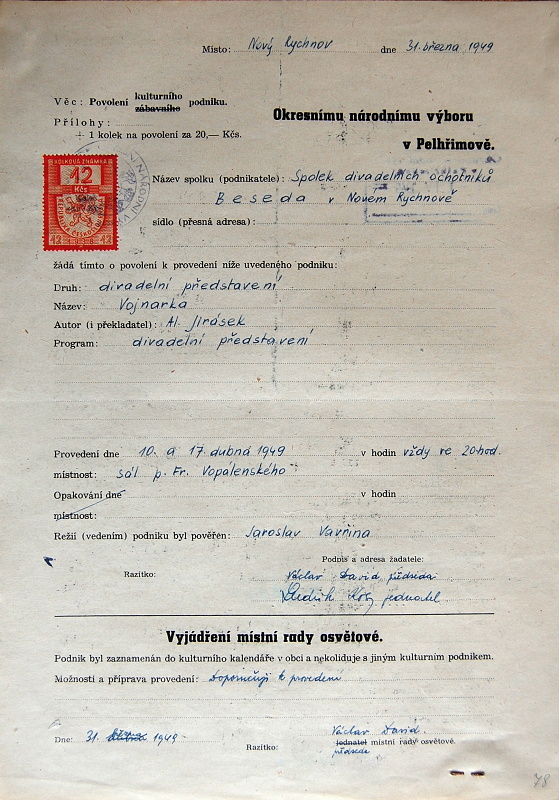 Místo: Nový Rychnov dne 31. března 1949
Věc: Povolení kulturního zábavního podniku.
Přílohy:
+ 1 kolek na povolení za 20,— Kčs.
Okresnímu národnímu výboru
v Pelhřimově.
KOLKOVÁ ZNÁMKA
12
Kčs
12 12
Název spolku (podnikatele): Spolek divadelních ochotníků
Beseda v Novém Rychnově
sídlo (přesná adresa):
žádá tímto o povolení k provedení níže uvedeného podniku:
Druh: divadelní představení
Název: Vojnarka
Autor (i překladatel): Al. Jirásek
Program: divadelní představení
Provedení dne 10. a 17. dubna 1949 v hodin vždy ve 20 hod.
místnost: sál p. Fr. Vopálenského
Opakování dne v hodin
místnost:
Režií (vedením) podniku byl pověřen: Jaroslav Vavřina
Podpis a adresa žadatele:
Razítko:
Václav David předseda
jednatel
Vyjádření místní rady osvětové.
Podnik byl zaznamenán do kulturního kalendáře v obci a nekoliduje s jiným kulturním podnikem.
Možnosti a příprava provedení: Doporučuji k provedení
Dne: 31. 1949
Václav David.
Razítko:
jednatel místní rady osvětové.
předseda
78